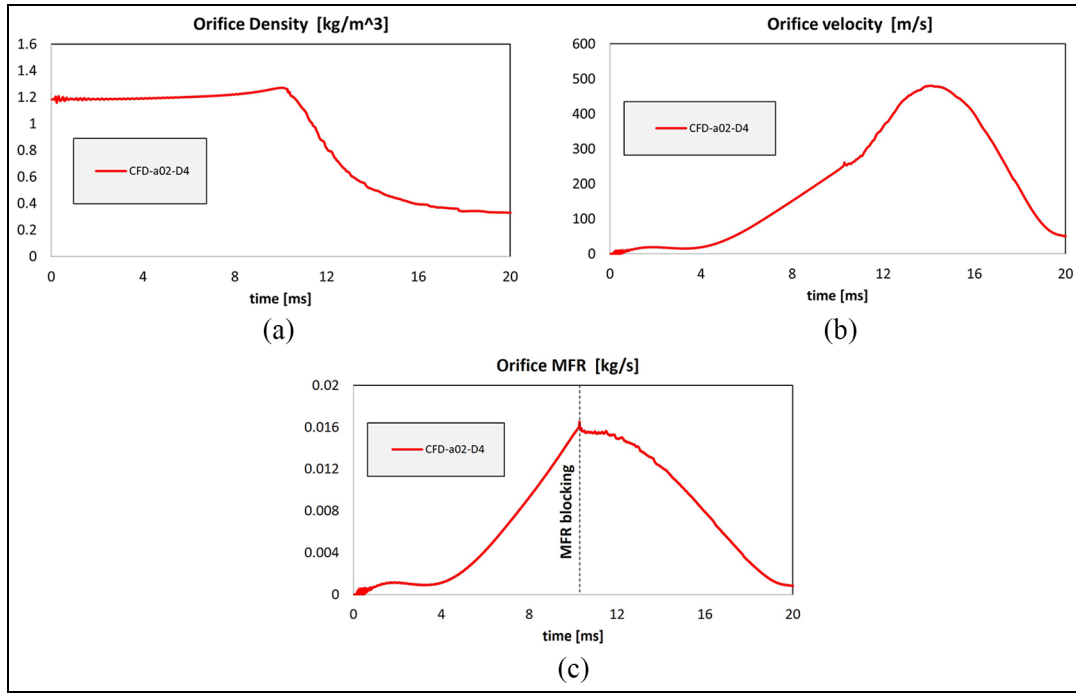 Orifice Density [kg/m^3]
1.6
1.4
1.2
1
0.8
0.6
0.4
0.2
0
CFD-a02-D4
0 4 8 12 16 20
time [ms]
(a)
Orifice velocity [m/s]
600
500
400
300
200
100
0
CFD-a02-D4
0 4 8 12 16 20
time [ms]
(b)
Orifice MFR [kg/s]
0.02
0.016
0.012
0.008
0.004
0
CFD-a02-D4
MFR blocking
0 4 8 12 16 20
time [ms]
(c)